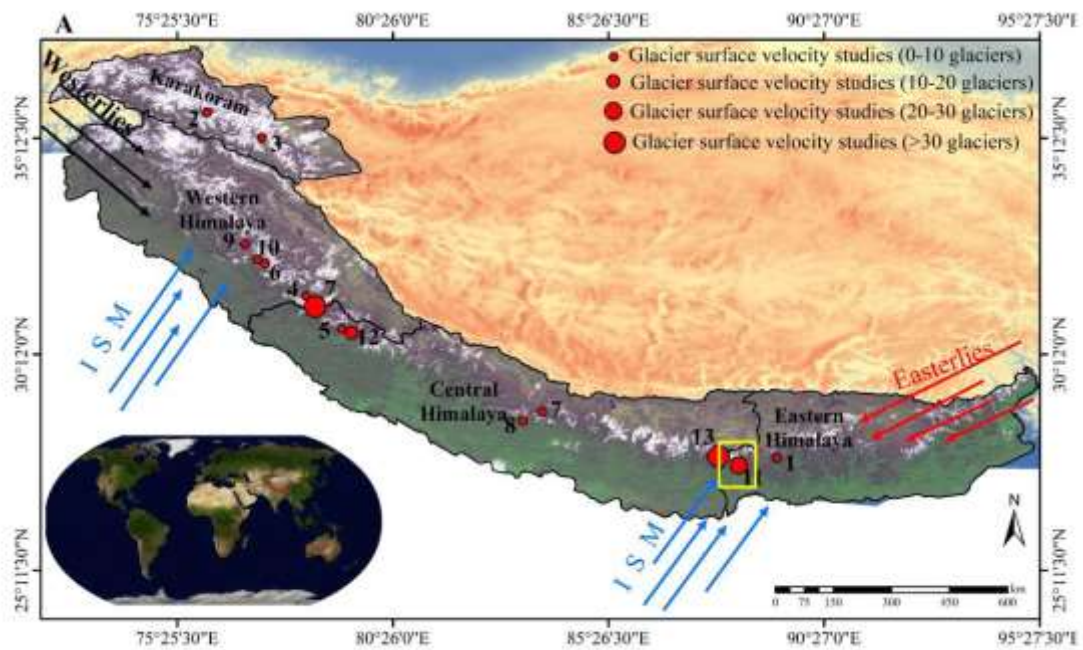 A
75°25'30"E 80°26'0"E 85°26'30"E 90°27'0"E 95°27'30"E
Glacier surface velocity studies (0-10 glaciers)
Glacier surface velocity studies (10-20 glaciers)
Glacier surface velocity studies (20-30 glaciers)
Glacier surface velocity studies (>30 glaciers)
Westerlies
Karakoram
2
3
35°12'30"N
35°12'30"N
Western
Himalaya
9
10
6
4
7
5
12
30°12'0"N
30°12'0"N
I S M
Easterlies
Central
Himalaya
7
8
Eastern
Himalaya
13
1
1
I S M
N
25°11'30"N
25°11'30"N
km
0 75 150 300 450 600
75°25'30"E 80°26'0"E 85°26'30"E 90°27'0"E 95°27'30"E